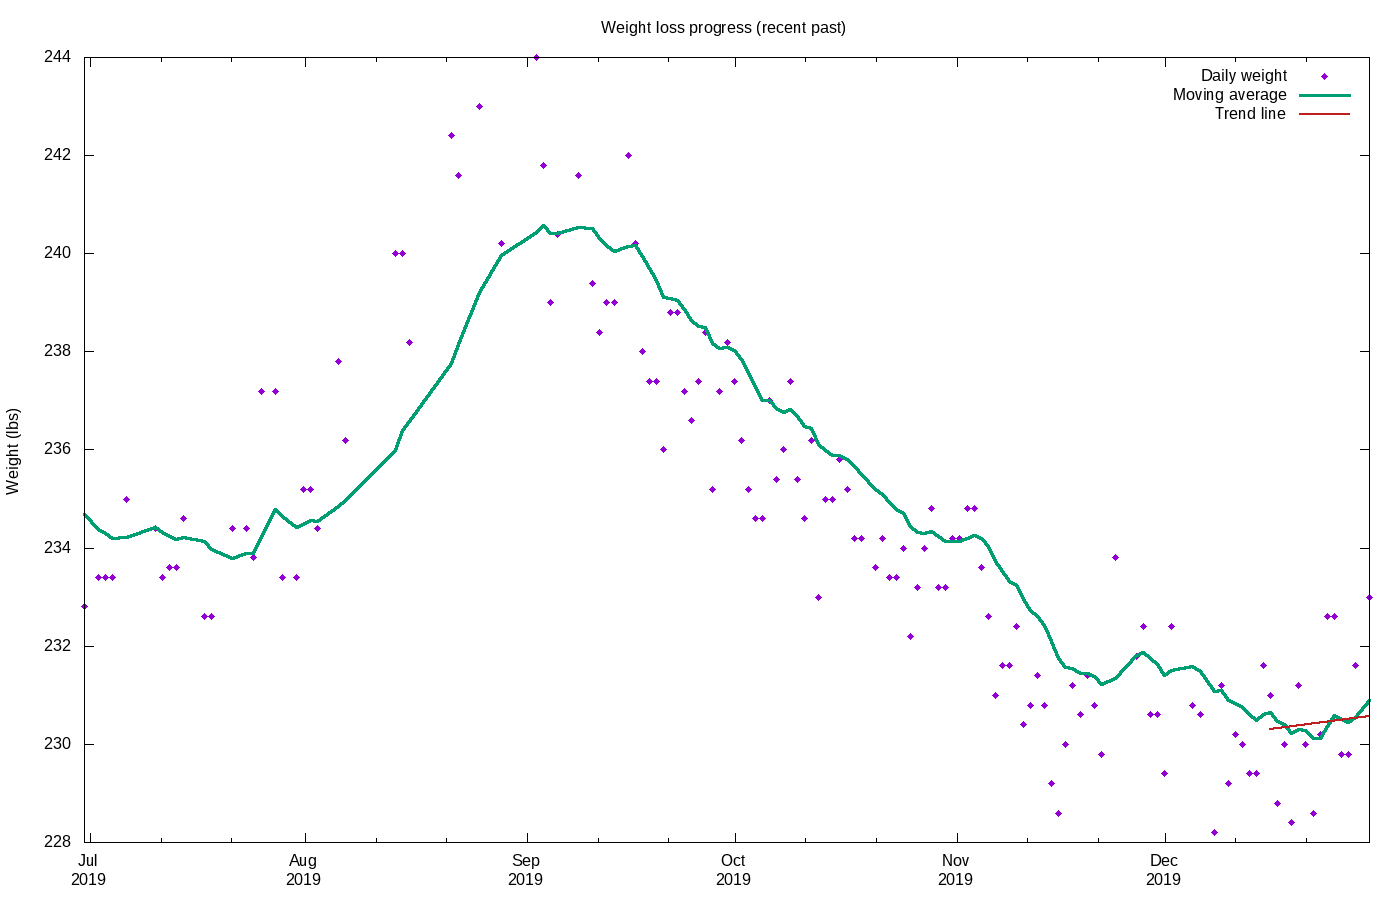 Weight loss progress (recent past)
Daily weight
Moving average
Trend line
Weight (lbs)
244
242
240
238
236
234
232
230
228
Jul Aug Sep Oct Nov Dec
2019 2019 2019 2019 2019 2019